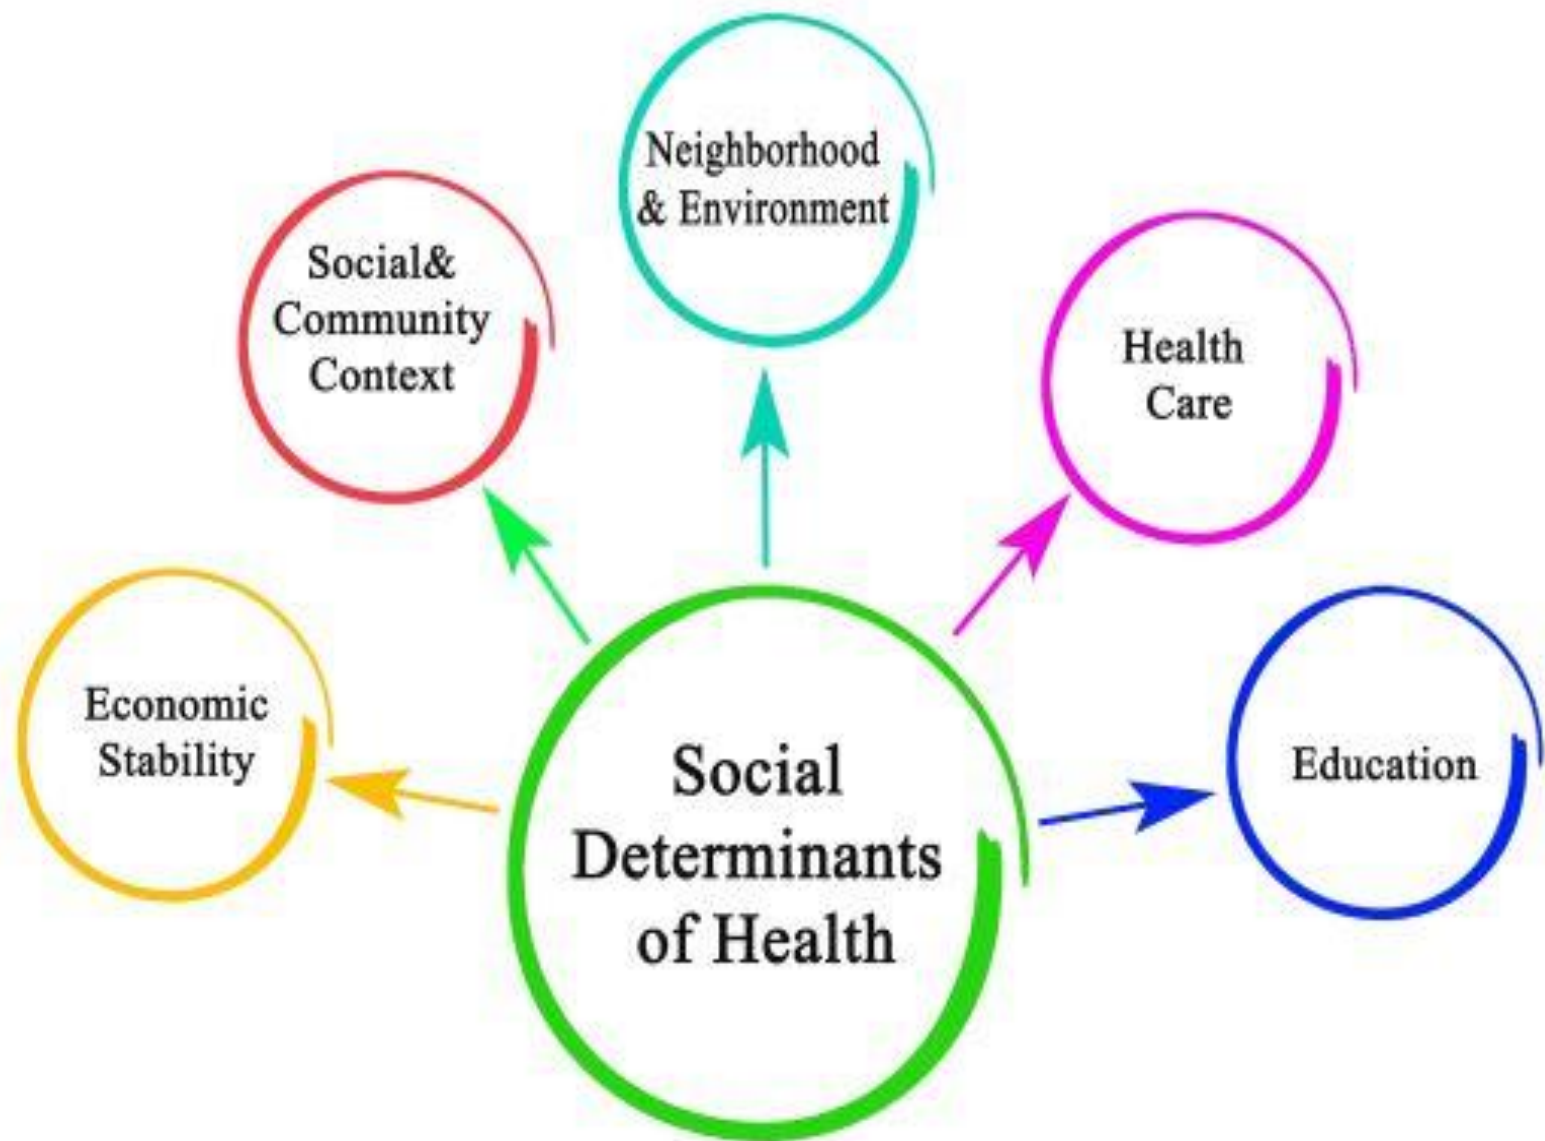 Neighborhood
& Environment
Social&
Community
Context
Health
Care
Economic
Stability
Education
Social
Determinants
of Health